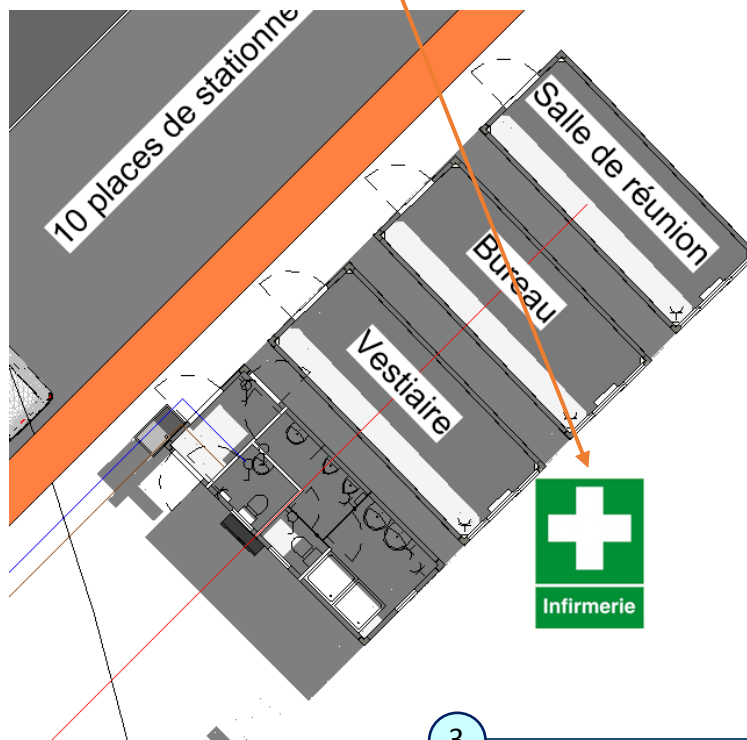 10 places de stationne
Salle de réunion
Bureau
Vestiaire
Infirmerie
3